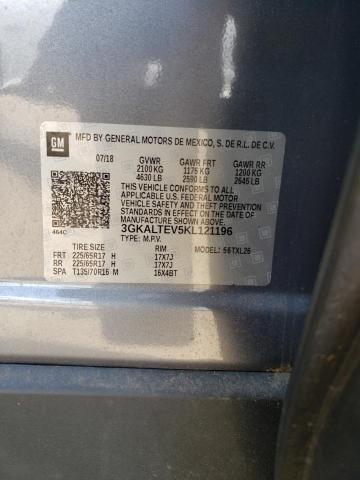 GM
MFD BY GENERAL MOTORS DE MEXICO, S. DE R.L. DE C.V.
07/18 GVWR GAWR FRT GAWR RR
2100 KG 1175 KG 1200 KG
4630 LB 2590 LB 2645 LB
THIS VEHICLE CONFORMS TO ALL APPLICABLE
U.S. FEDERAL MOTOR VEHICLE SAFETY AND
THEFT PREVENTION STANDARDS IN EFFECT ON
THE DATE OF MANUFACTURE SHOWN ABOVE.
464C
3GKALTEV5KL121196
TYPE: M.P.V.
MODEL: 56TXL26
TIRE SIZE RIM
FRT 225/65R17 H 17X7J
RR 225/65R17 H 17X7J
SPA T135/70R16 M 16X4BT